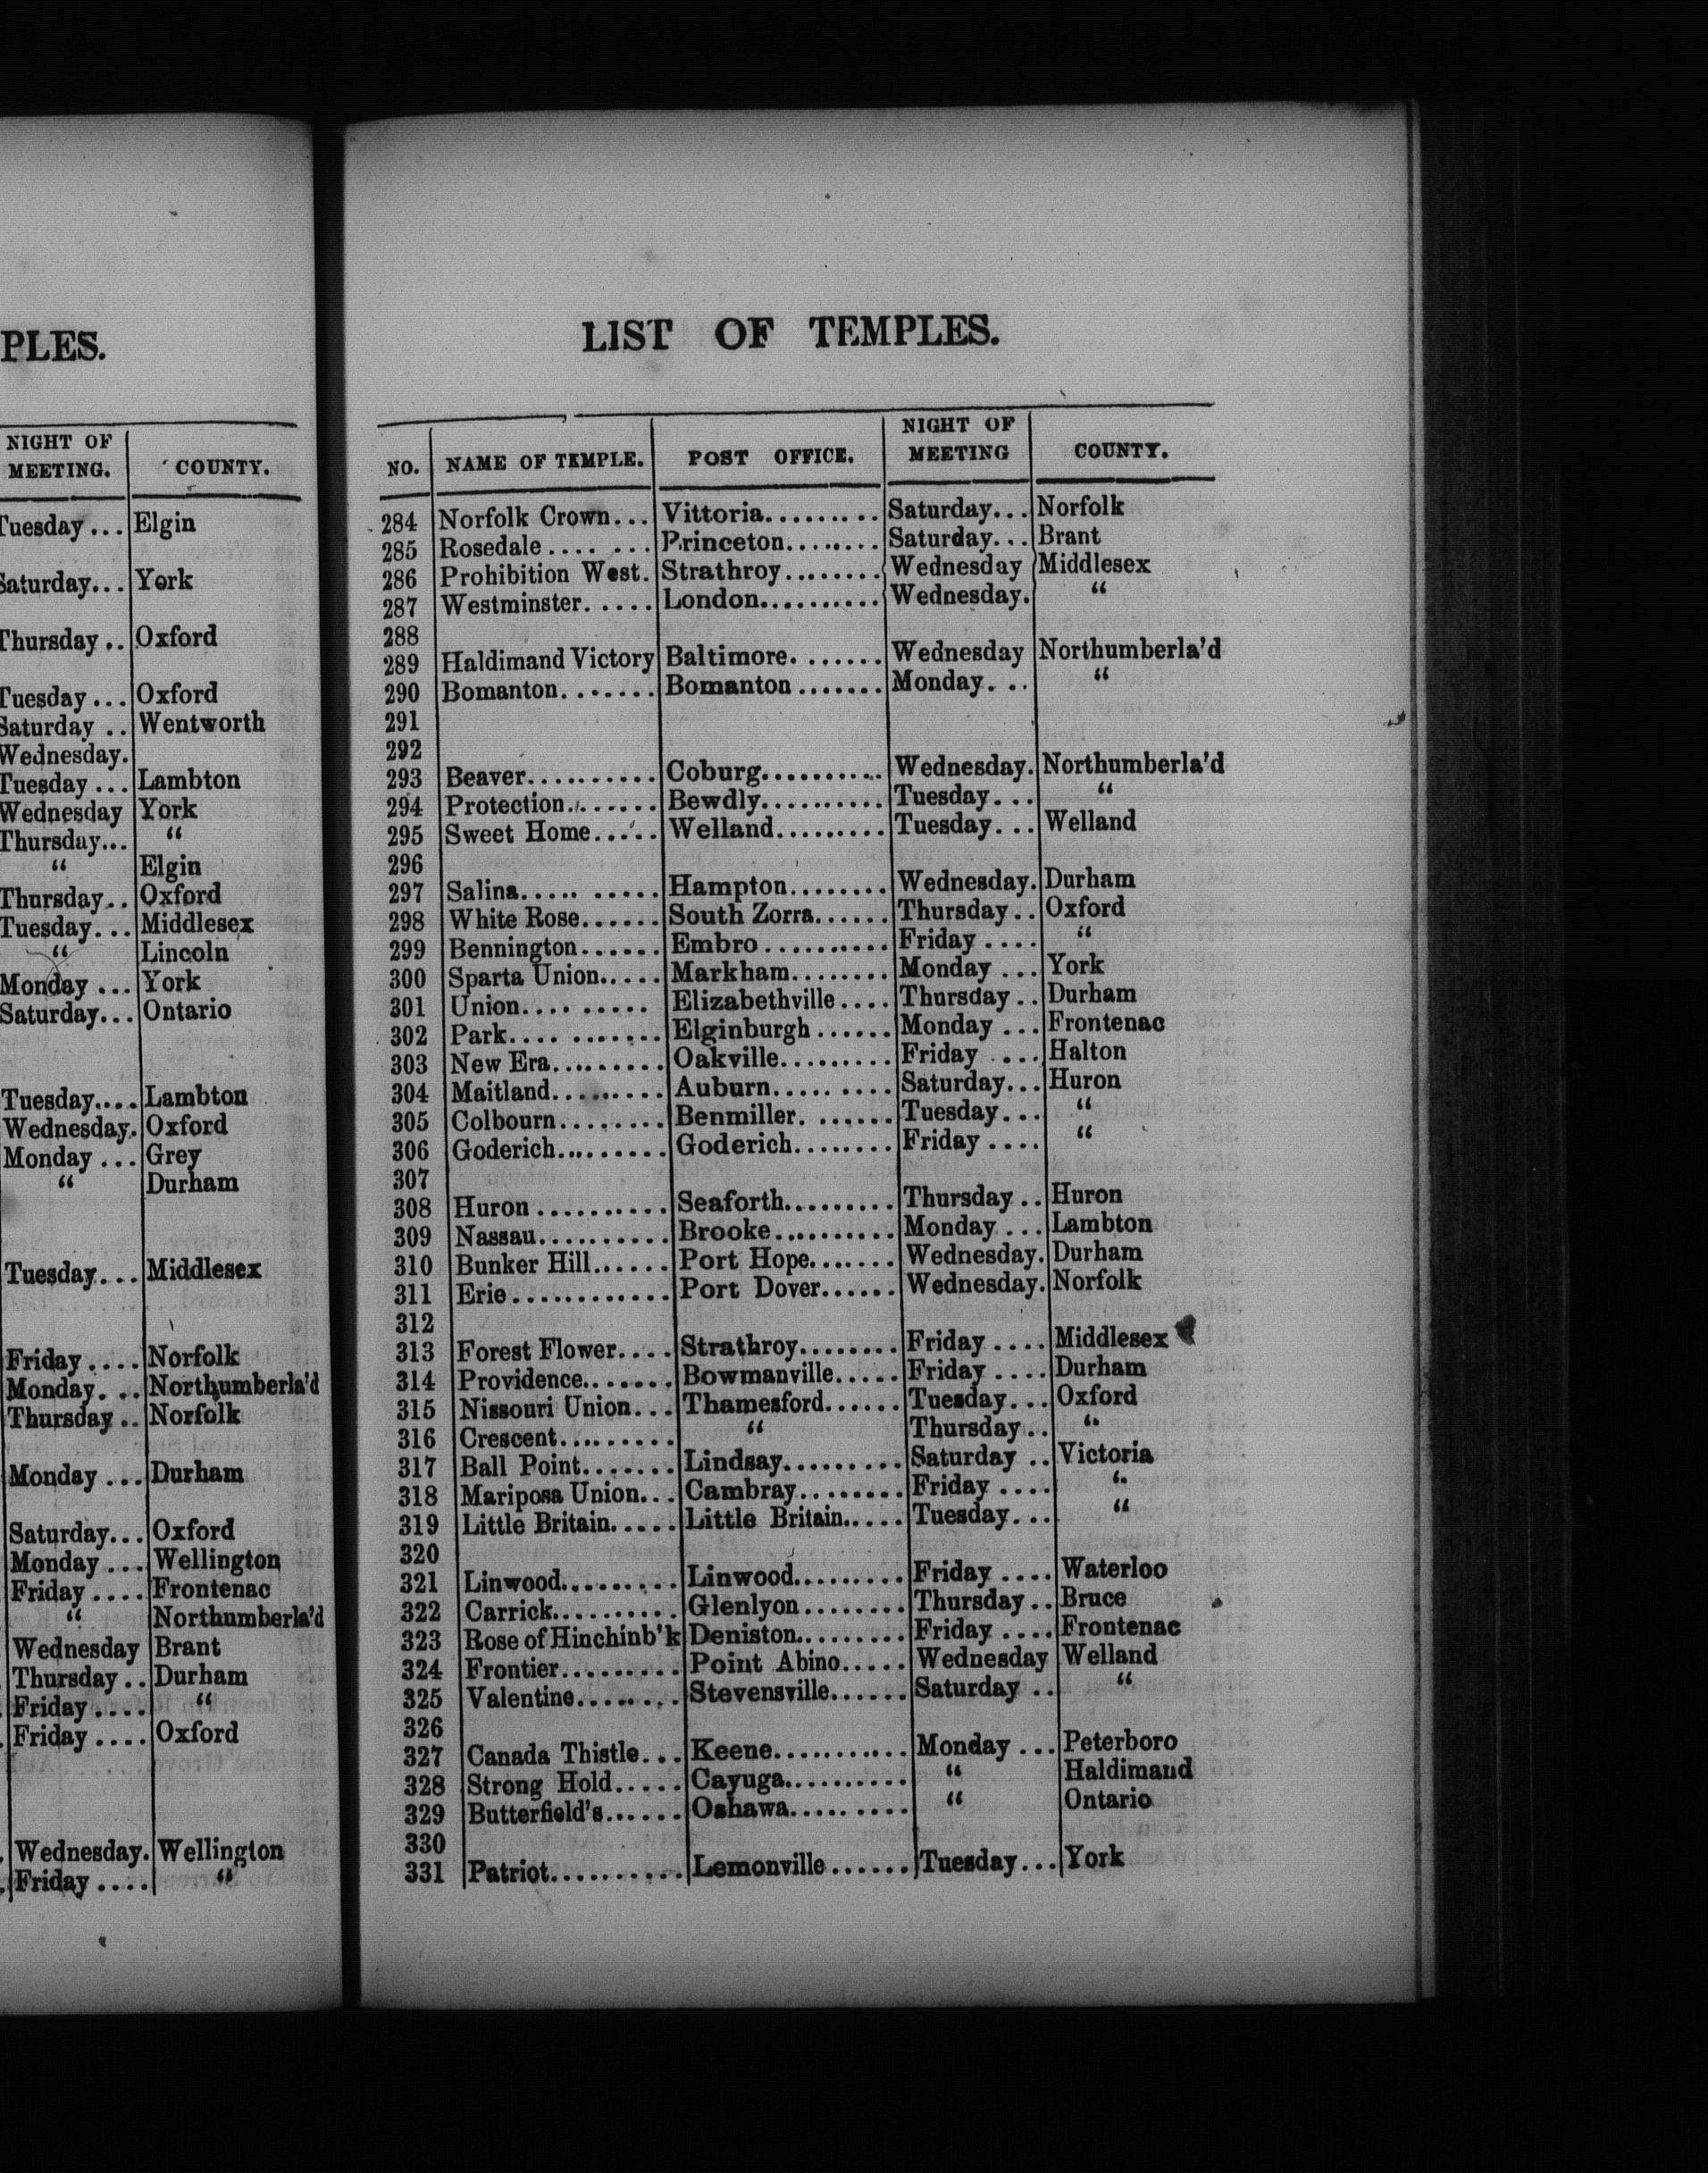 PLES.
NIGHT OF
MEETING. COUNTY.
Tuesday... Elgin
Saturday... York
Thursday.. Oxford
Tuesday... Oxford
Saturday.. Wentworth
Wednesday.
Tuesday... Lambton
Wednesday York
Thursday... “
“ Elgin
Thursday.. Oxford
Tuesday... Middlesex
“ Lincoln
Monday... York
Saturday... Ontario
Tuesday.... Lambton
Wednesday. Oxford
Monday... Grey
“ Durham
Tuesday... Middlesex
Friday.... Norfolk
Monday... Northumberla'd
Thursday.. Norfolk
Monday... Durham
Saturday... Oxford
Monday... Wellington
Friday.... Frontenac
“ Northumberla'd
Wednesday Brant
Thursday.. Durham
Friday.... “
Friday.... Oxford
Wednesday. Wellington
Friday.... “
LIST OF TEMPLES.
NO. NAME OF TEMPLE. POST OFFICE. NIGHT OF MEETING COUNTY.
284 Norfolk Crown... Vittoria......... Saturday... Norfolk
285 Rosedale.... ... Princeton........ Saturday... Brant
286 Prohibition West. Strathroy........ Wednesday Middlesex
287 Westminster..... London.......... Wednesday. “
288
289 Haldimand Victory Baltimore........ Wednesday Northumberla'd
290 Bomanton....... Bomanton....... Monday... “
291
292
293 Beaver.......... Coburg.......... Wednesday. Northumberla'd
294 Protection....... Bewdly.......... Tuesday... “
295 Sweet Home..... Welland......... Tuesday... Welland
296
297 Salina..... ..... Hampton........ Wednesday. Durham
298 White Rose...... South Zorra...... Thursday.. Oxford
299 Bennington...... Embro.......... Friday.... “
300 Sparta Union..... Markham........ Monday... York
301 Union.... ..... Elizabethville.... Thursday.. Durham
302 Park.... ....... Elginburgh...... Monday... Frontenac
303 New Era......... Oakville......... Friday.... Halton
304 Maitland......... Auburn......... Saturday... Huron
305 Colbourn........ Benmiller. ...... Tuesday... “
306 Goderich......... Goderich........ Friday.... “
307
308 Huron.......... Seaforth......... Thursday.. Huron
309 Nassau.......... Brooke.......... Monday... Lambton
310 Bunker Hill...... Port Hope....... Wednesday. Durham
311 Erie............ Port Dover...... Wednesday. Norfolk
312
313 Forest Flower.... Strathroy........ Friday.... Middlesex
314 Providence....... Bowmanville..... Friday.... Durham
315 Nissouri Union... Thamesford...... Tuesday... Oxford
316 Crescent......... “ Thursday.. “
317 Ball Point....... Lindsay......... Saturday.. Victoria
318 Mariposa Union... Cambray........ Friday.... “
319 Little Britain..... Little Britain..... Tuesday... “
320
321 Linwood......... Linwood......... Friday.... Waterloo
322 Carrick.......... Glenlyon........ Thursday.. Bruce
323 Rose of Hinchinb'k Deniston......... Friday.... Frontenac
324 Frontier......... Point Abino..... Wednesday Welland
325 Valentine........ Stevensville...... Saturday.. “
326
327 Canada Thistle... Keene........... Monday... Peterboro
328 Strong Hold..... Cayuga.......... “ Haldimand
329 Butterfield's...... Oshawa......... “ Ontario
330
331 Patriot.......... Lemonville...... Tuesday... York